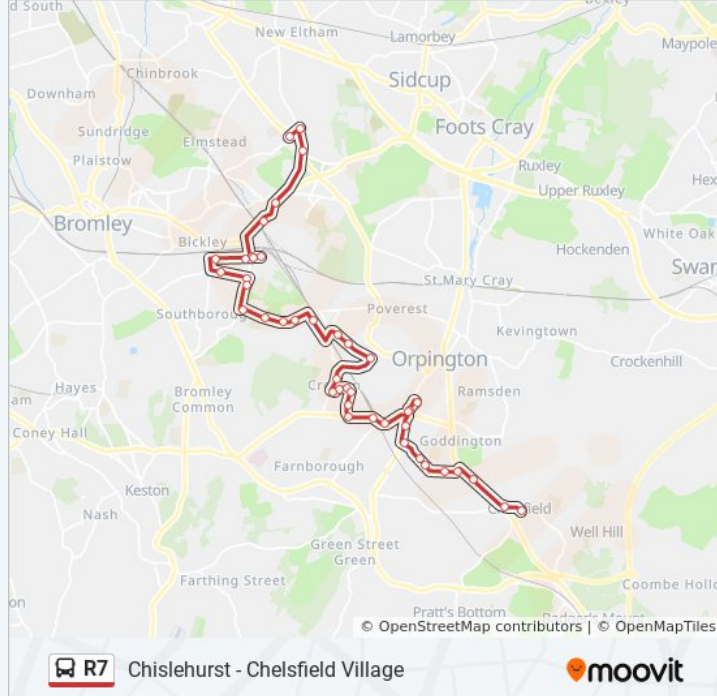 d South
New Eltham
Lamorbey
Bexley
Maypole
Chinbrook
Sidcup
Downham
Foots Cray
Sundridge
Elmstead
Plaistow
Ruxley
Hex
Upper Ruxley
Bromley
White Oak
Bickley
Hockenden
Swan
St Mary Cray
Southborough
Poverest
Kevingtown
Orpington
Crockenhill
Hayes
Bromley
Common
Ramsden
am
Coney Hall
Goddington
Farnborough
Keston
Nash
Well Hill
Green Street
Green
Farthing Street
Coombe Hollo
on
Pratt's Bottom
© OpenStreetMap contributors | © OpenMapTiles
R7 Chislehurst - Chelsfield Village
moovit